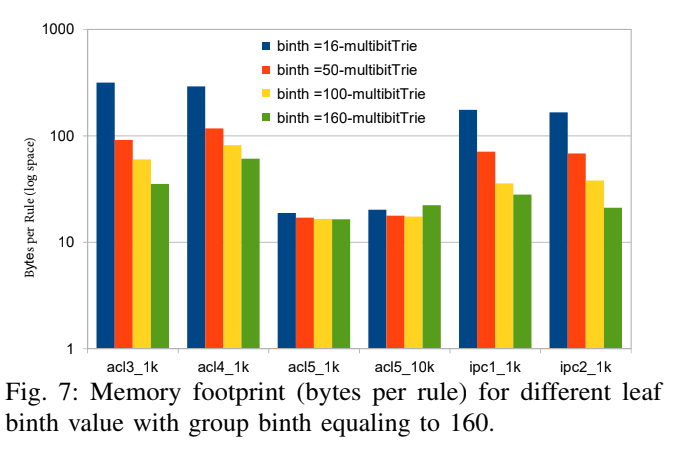 1000
binth =16-multibitTrie
binth =50-multibitTrie
binth =100-multibitTrie
binth =160-multibitTrie
100
10
1
Bytes per Rule (log space)
acl3_1k acl4_1k acl5_1k acl5_10k ipc1_1k ipc2_1k
Fig. 7: Memory footprint (bytes per rule) for different leaf
binth value with group binth equaling to 160.